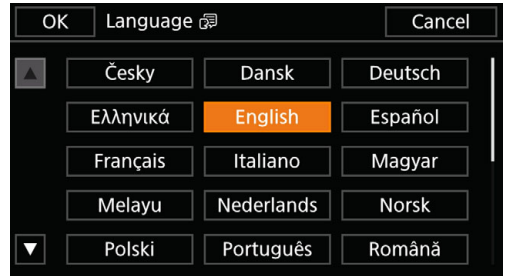 OK Language Cancel
Česky Dansk Deutsch
Ελληνικά English Español
Français Italiano Magyar
Melayu Nederlands Norsk
Polski Português Română